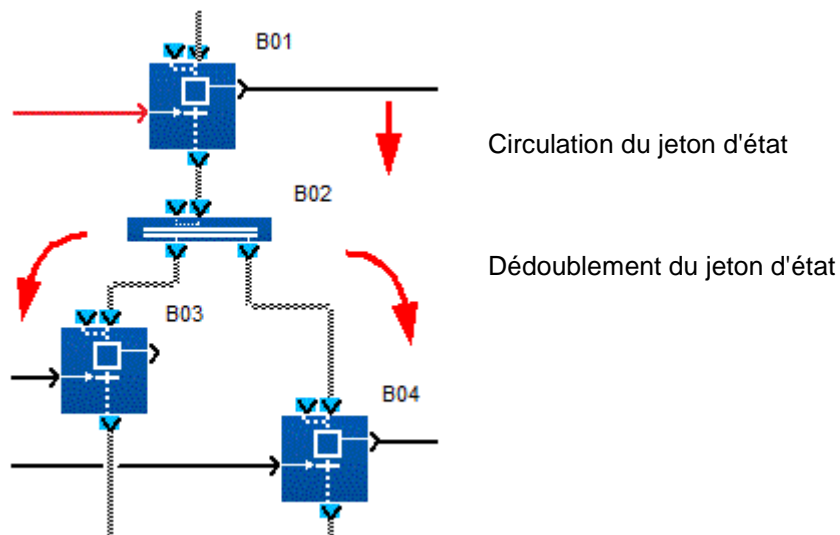 B01
Circulation du jeton d'état
B02
Dédoublement du jeton d'état
B03
B04